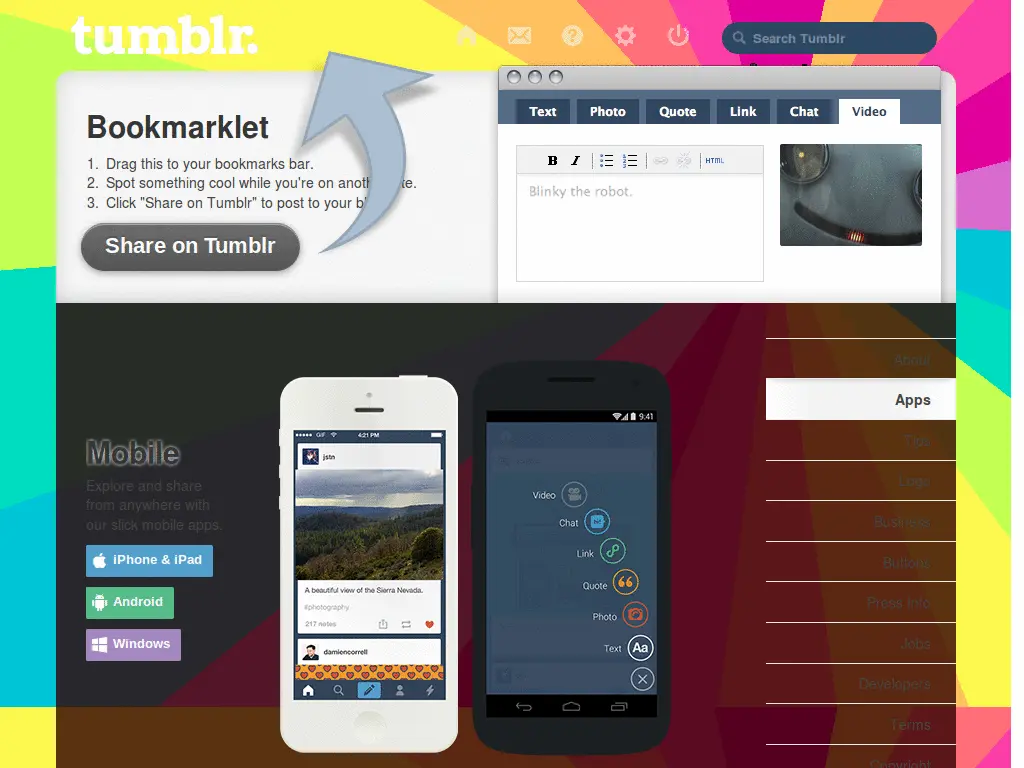 tumblr.
Search Tumblr
Bookmarklet
1. Drag this to your bookmarks bar.
2. Spot something cool while you're on
3. Click "Share on Tumblr" to post to your
Share on Tumblr
Text Photo Quote Link Chat Video
B I HTML
Blinky the robot.
Mobile
Explore and share
from anywhere with
our slick mobile apps.
iPhone & iPad
Android
Windows
GIF 4:21 PM
jstn
A beautiful view of the Sierra Nevada.
#photography
217 notes
damiencorrell
9:41
Video
Chat
Link
Quote
Photo
Text Aa
About
Apps
Tips
Logo
Business
Buttons
Press Info
Jobs
Developers
Terms
Copyright